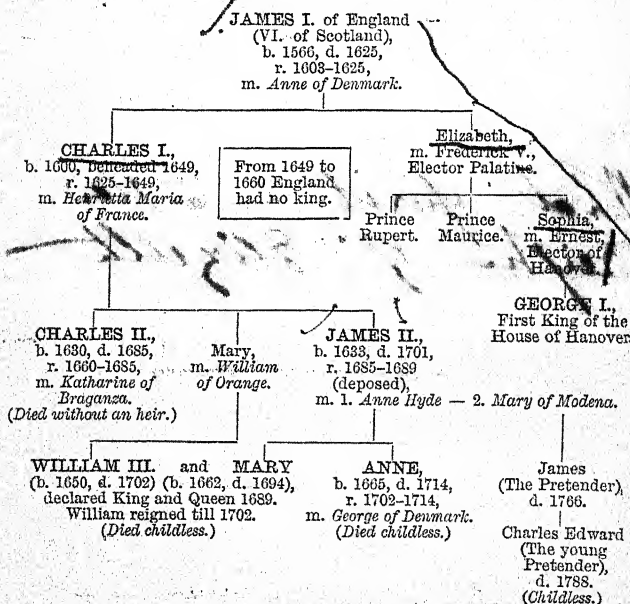 JAMES I. of England
(VI. of Scotland),
b. 1566, d. 1625,
r. 1603–1625,
m. Anne of Denmark.
CHARLES I.,
b. 1600, beheaded 1649,
r. 1625–1649,
m. Henrietta Maria
of France.
From 1649 to
1660 England
had no king.
Elizabeth,
m. Frederick V.,
Elector Palatine.
Prince
Rupert.
Prince
Maurice.
Sophia,
m. Ernest,
Elector of
Hanover.
GEORGE I.,
First King of the
House of Hanover.
CHARLES II.,
b. 1630, d. 1685,
r. 1660–1685,
m. Katharine of
Braganza.
(Died without an heir.)
Mary,
m. William
of Orange.
JAMES II.,
b. 1633, d. 1701,
r. 1685–1689
(deposed),
m. 1. Anne Hyde — 2. Mary of Modena.
WILLIAM III. and MARY
(b. 1650, d. 1702) (b. 1662, d. 1694),
declared King and Queen 1689.
William reigned till 1702.
(Died childless.)
ANNE,
b. 1665, d. 1714,
r. 1702–1714,
m. George of Denmark.
(Died childless.)
James
(The Pretender),
d. 1766.
Charles Edward
(The young
Pretender),
d. 1788.
(Childless.)